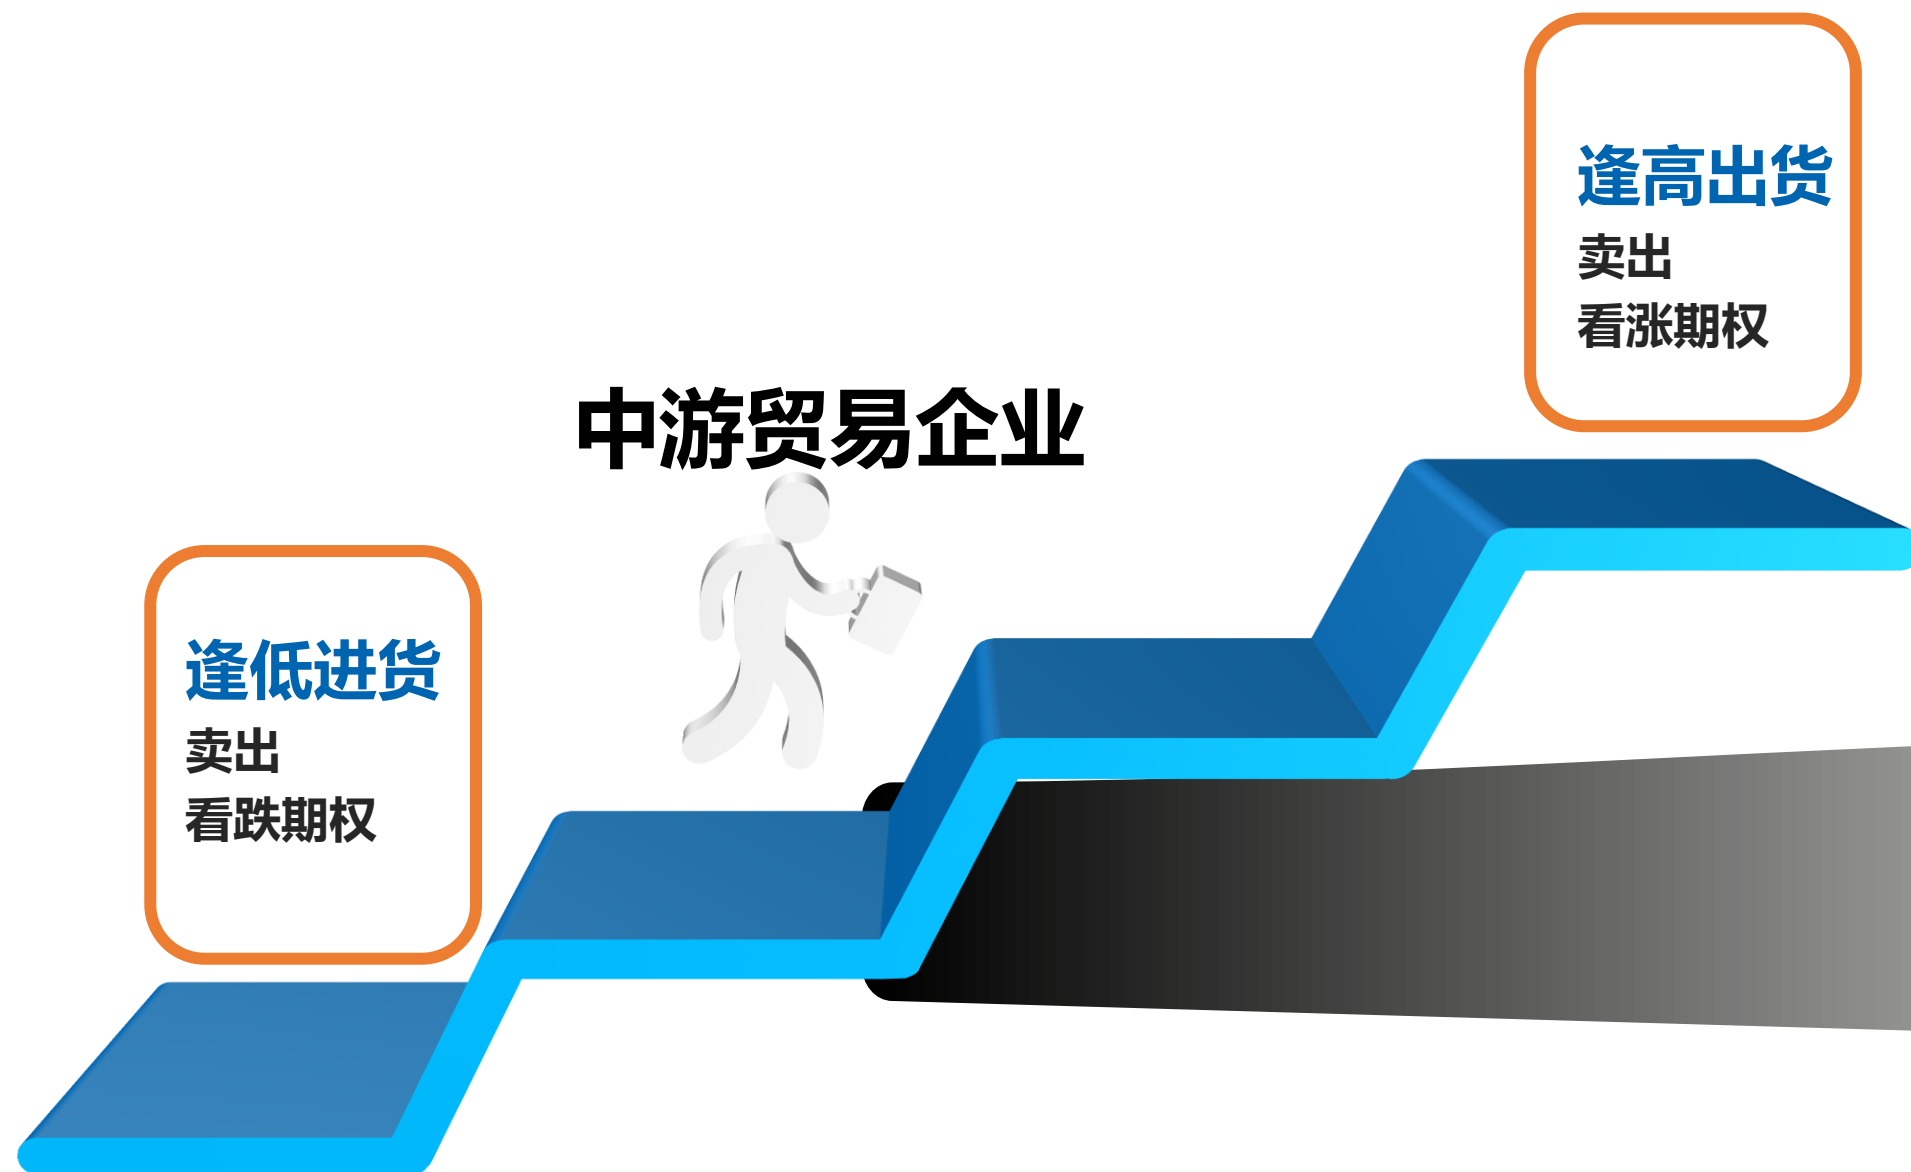 逢高出货
卖出
看涨期权
中游贸易企业
逢低进货
卖出
看跌期权